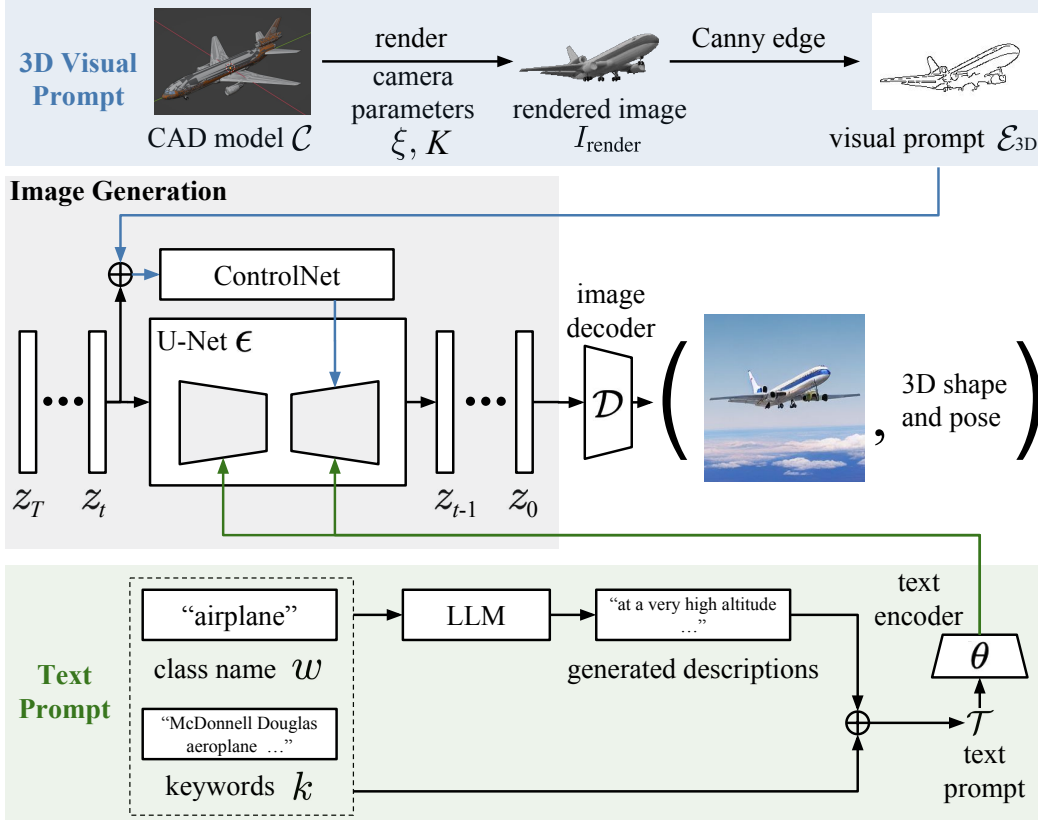 3D Visual
Prompt
render
camera
parameters
ξ, K
Canny edge
CAD model 𝒞
rendered image
I_render
visual prompt ℰ_3D
Image Generation
ControlNet
U-Net ϵ
image
decoder
𝒟
( , 3D shape
and pose )
z_T
z_t
z_{t-1}
z_0
Text
Prompt
“airplane”
class name w
“McDonnell Douglas
aeroplane ...”
keywords k
LLM
“at a very high altitude
...”
generated descriptions
text
encoder
θ
𝒯
text
prompt